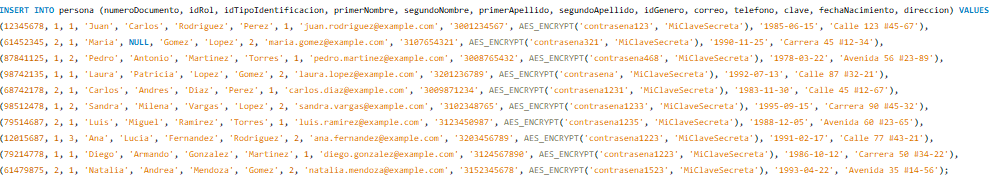 INSERT INTO persona (numeroDocumento, idRol, idTipoIdentificacion, primerNombre, segundoNombre, primerApellido, segundoApellido, idGenero, correo, telefono, clave, fechaNacimiento, direccion) VALUES
(12345678, 1, 1, 'Juan', 'Carlos', 'Rodriguez', 'Perez', 1, 'juan.rodriguez@example.com', '3001234567', AES_ENCRYPT('contrasena123', 'MiClaveSecreta'), '1985-06-15', 'Calle 123 #45-67'),
(61452345, 2, 1, 'Maria', NULL, 'Gomez', 'Lopez', 2, 'maria.gomez@example.com', '3107654321', AES_ENCRYPT('contrasena321', 'MiClaveSecreta'), '1990-11-25', 'Carrera 45 #12-34'),
(87841125, 1, 2, 'Pedro', 'Antonio', 'Martinez', 'Torres', 1, 'pedro.martinez@example.com', '3008765432', AES_ENCRYPT('contrasena468', 'MiClaveSecreta'), '1978-03-22', 'Avenida 56 #23-89'),
(98742135, 1, 1, 'Laura', 'Patricia', 'Lopez', 'Gomez', 2, 'laura.lopez@example.com', '3201236789', AES_ENCRYPT('contrasena', 'MiClaveSecreta'), '1992-07-13', 'Calle 87 #32-21'),
(68742178, 2, 1, 'Carlos', 'Andres', 'Diaz', 'Perez', 1, 'carlos.diaz@example.com', '3009871234', AES_ENCRYPT('contrasena1231', 'MiClaveSecreta'), '1983-11-30', 'Calle 45 #12-67'),
(98512478, 1, 2, 'Sandra', 'Milena', 'Vargas', 'Lopez', 2, 'sandra.vargas@example.com', '3102348765', AES_ENCRYPT('contrasena1233', 'MiClaveSecreta'), '1995-09-15', 'Carrera 90 #45-32'),
(79514687, 2, 1, 'Luis', 'Miguel', 'Ramirez', 'Torres', 1, 'luis.ramirez@example.com', '3123450987', AES_ENCRYPT('contrasena1235', 'MiClaveSecreta'), '1988-12-05', 'Avenida 60 #23-65'),
(12015687, 1, 3, 'Ana', 'Lucia', 'Fernandez', 'Rodriguez', 2, 'ana.fernandez@example.com', '3203456789', AES_ENCRYPT('contrasena1223', 'MiClaveSecreta'), '1991-02-17', 'Calle 77 #43-21'),
(79214778, 1, 1, 'Diego', 'Armando', 'Gonzalez', 'Martinez', 1, 'diego.gonzalez@example.com', '3124567890', AES_ENCRYPT('contrasena1223', 'MiClaveSecreta'), '1986-10-12', 'Carrera 50 #34-22'),
(61479875, 2, 1, 'Natalia', 'Andrea', 'Mendoza', 'Gomez', 2, 'natalia.mendoza@example.com', '3152345678', AES_ENCRYPT('contrasena1523', 'MiClaveSecreta'), '1993-04-22', 'Avenida 35 #14-56');